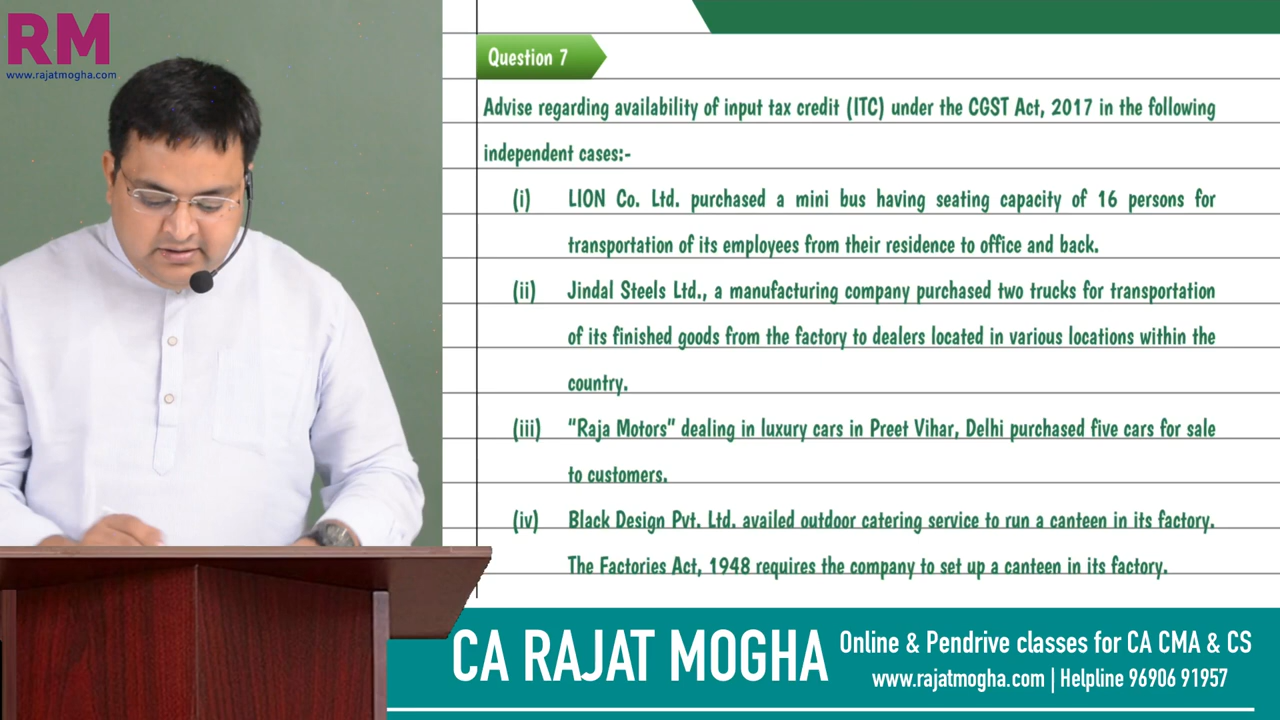 RM
www.rajatmogha.com
Question 7
Advise regarding availability of input tax credit (ITC) under the CGST Act, 2017 in the following
independent cases:-
(i) LION Co. Ltd. purchased a mini bus having seating capacity of 16 persons for
transportation of its employees from their residence to office and back.
(ii) Jindal Steels Ltd., a manufacturing company purchased two trucks for transportation
of its finished goods from the factory to dealers located in various locations within the
country.
(iii) “Raja Motors” dealing in luxury cars in Preet Vihar, Delhi purchased five cars for sale
to customers.
(iv) Black Design Pvt. Ltd. availed outdoor catering service to run a canteen in its factory.
The Factories Act, 1948 requires the company to set up a canteen in its factory.
CA RAJAT MOGHA
Online & Pendrive classes for CA CMA & CS
www.rajatmogha.com | Helpline 96906 91957